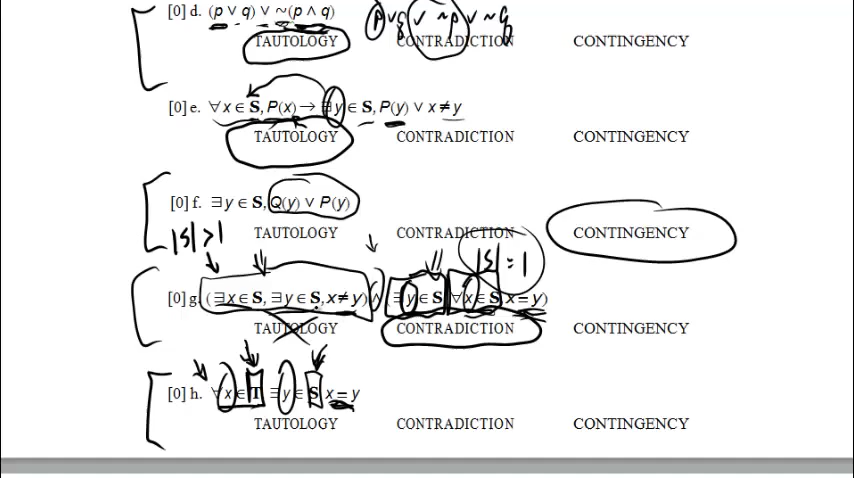 [0] d. (p ∨ q) ∨ ~(p ∧ q) p ∨ q ∨ ~p ∨ ~q
TAUTOLOGY CONTRADICTION CONTINGENCY
[0] e. ∀x ∈ S, P(x) → ∃y ∈ S, P(y) ∨ x ≠ y
TAUTOLOGY CONTRADICTION CONTINGENCY
[0] f. ∃y ∈ S, Q(y) ∨ P(y)
TAUTOLOGY CONTRADICTION CONTINGENCY
|S| > 1 |S| = 1
[0] g. (∃x ∈ S, ∃y ∈ S, x ≠ y) ∧ (∃y ∈ S, ∀x ∈ S, x = y)
TAUTOLOGY CONTRADICTION CONTINGENCY
[0] h. ∀x ∈ T ∃y ∈ S x = y
TAUTOLOGY CONTRADICTION CONTINGENCY